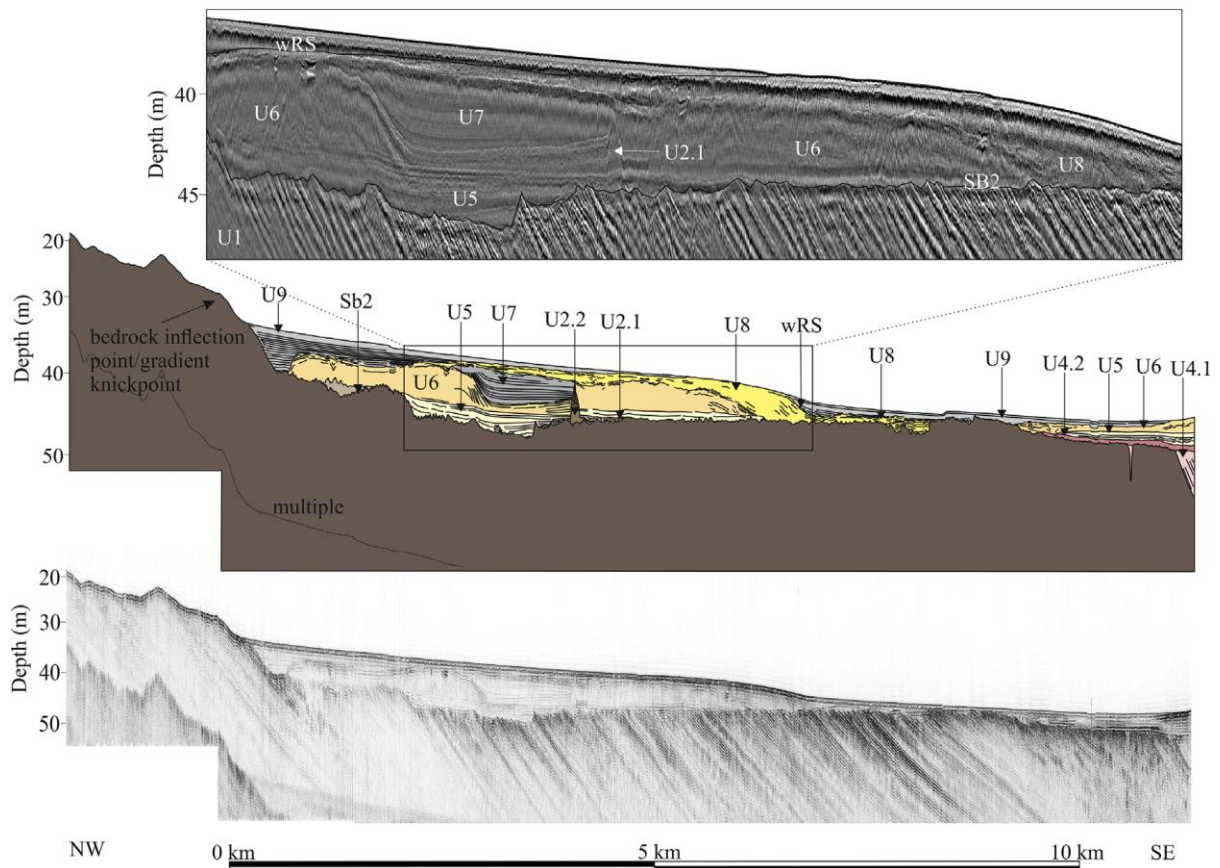 wRS
40
U6
U7
U2.1
U6
U8
U5
SB2
45
U1
Depth (m)
20
30
40
50
Depth (m)
U9
Sb2
U5
U7
U2.2
U2.1
U8
wRS
U8
U9
U4.2
U5
U6
U4.1
bedrock inflection
point/gradient
knickpoint
U6
multiple
20
30
40
50
Depth (m)
NW
0 km
5 km
10 km
SE